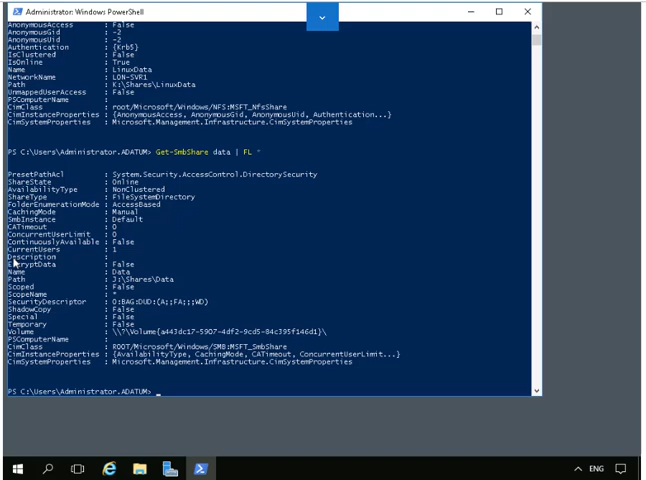 Administrator: Windows PowerShell
AnonymousAccess : False
AnonymousGid : -2
AnonymousUid : -2
Authentication : {Krb5}
IsClustered : False
IsOnline : True
Name : LinuxData
NetworkName : LON-SVR1
Path : K:\Shares\LinuxData
UnmappedUserAccess : False
PSComputerName :
CimClass : root/Microsoft/Windows/NFS:MSFT_NfsShare
CimInstanceProperties : {AnonymousAccess, AnonymousGid, AnonymousUid, Authentication...}
CimSystemProperties : Microsoft.Management.Infrastructure.CimSystemProperties
PS C:\Users\Administrator.ADATUM> Get-SmbShare data | FL *
PresetPathAcl : System.Security.AccessControl.DirectorySecurity
ShareState : Online
AvailabilityType : NonClustered
ShareType : FileSystemDirectory
FolderEnumerationMode : AccessBased
CachingMode : Manual
SmbInstance : Default
CATimeout : 0
ConcurrentUserLimit : 0
ContinuouslyAvailable : False
CurrentUsers : 1
Description :
EncryptData : False
Name : Data
Path : J:\Shares\Data
Scoped : False
ScopeName : *
SecurityDescriptor : O:BAG:DUD:(A;;FA;;;WD)
ShadowCopy : False
Special : False
Temporary : False
Volume : \\?\Volume{a443dc17-5907-4df2-9cd5-84c395f146d1}\
PSComputerName :
CimClass : ROOT/Microsoft/Windows/SMB:MSFT_SmbShare
CimInstanceProperties : {AvailabilityType, CachingMode, CATimeout, ConcurrentUserLimit...}
CimSystemProperties : Microsoft.Management.Infrastructure.CimSystemProperties
PS C:\Users\Administrator.ADATUM> _
ENG